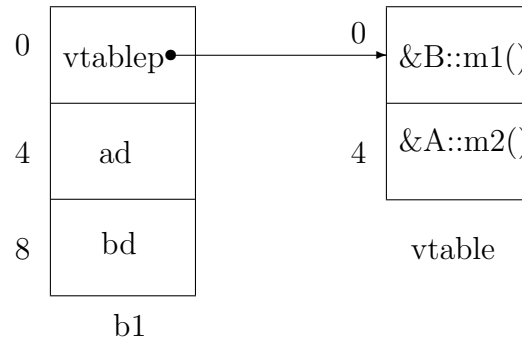 0 vtablep 0 &B::m1()
4 ad 4 &A::m2()
8 bd vtable
b1